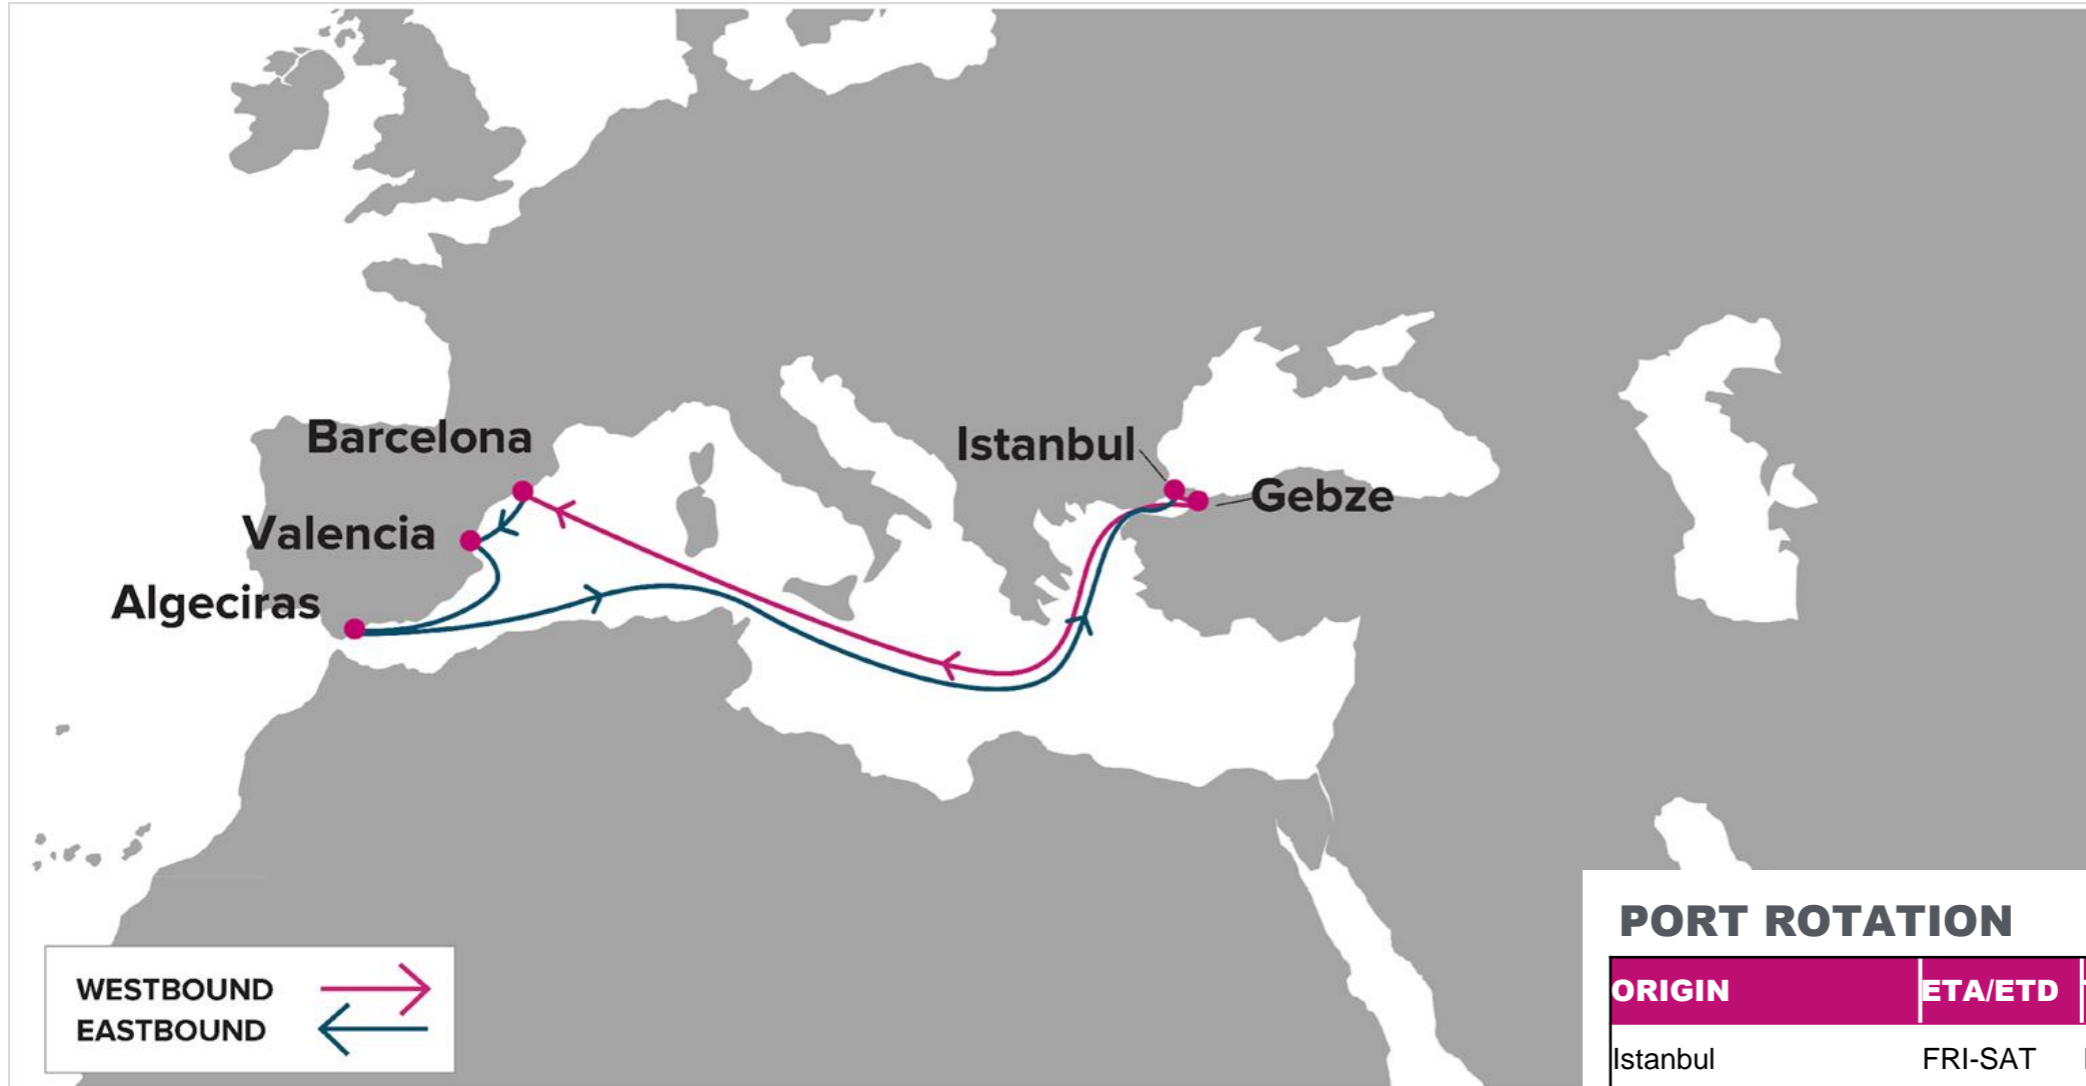 Barcelona
Istanbul
Gebze
Valencia
Algeciras
WESTBOUND
EASTBOUND
PORT ROTATION
ORIGIN ETA/ETD
Istanbul FRI-SAT